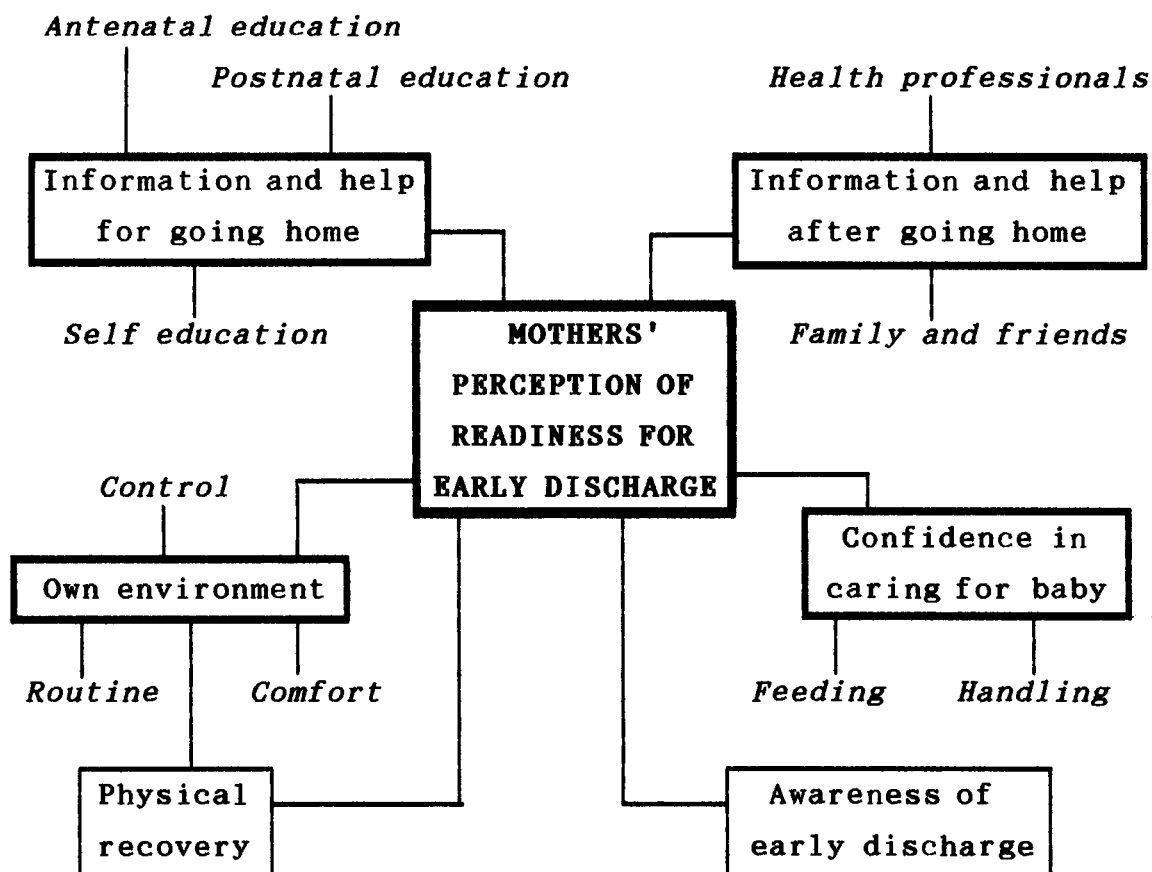 Antenatal education
Postnatal education
Health professionals
Information and help
for going home
Information and help
after going home
Self education
Family and friends
MOTHERS'
PERCEPTION OF
READINESS FOR
EARLY DISCHARGE
Control
Own environment
Routine
Comfort
Confidence in
caring for baby
Feeding
Handling
Physical
recovery
Awareness of
early discharge